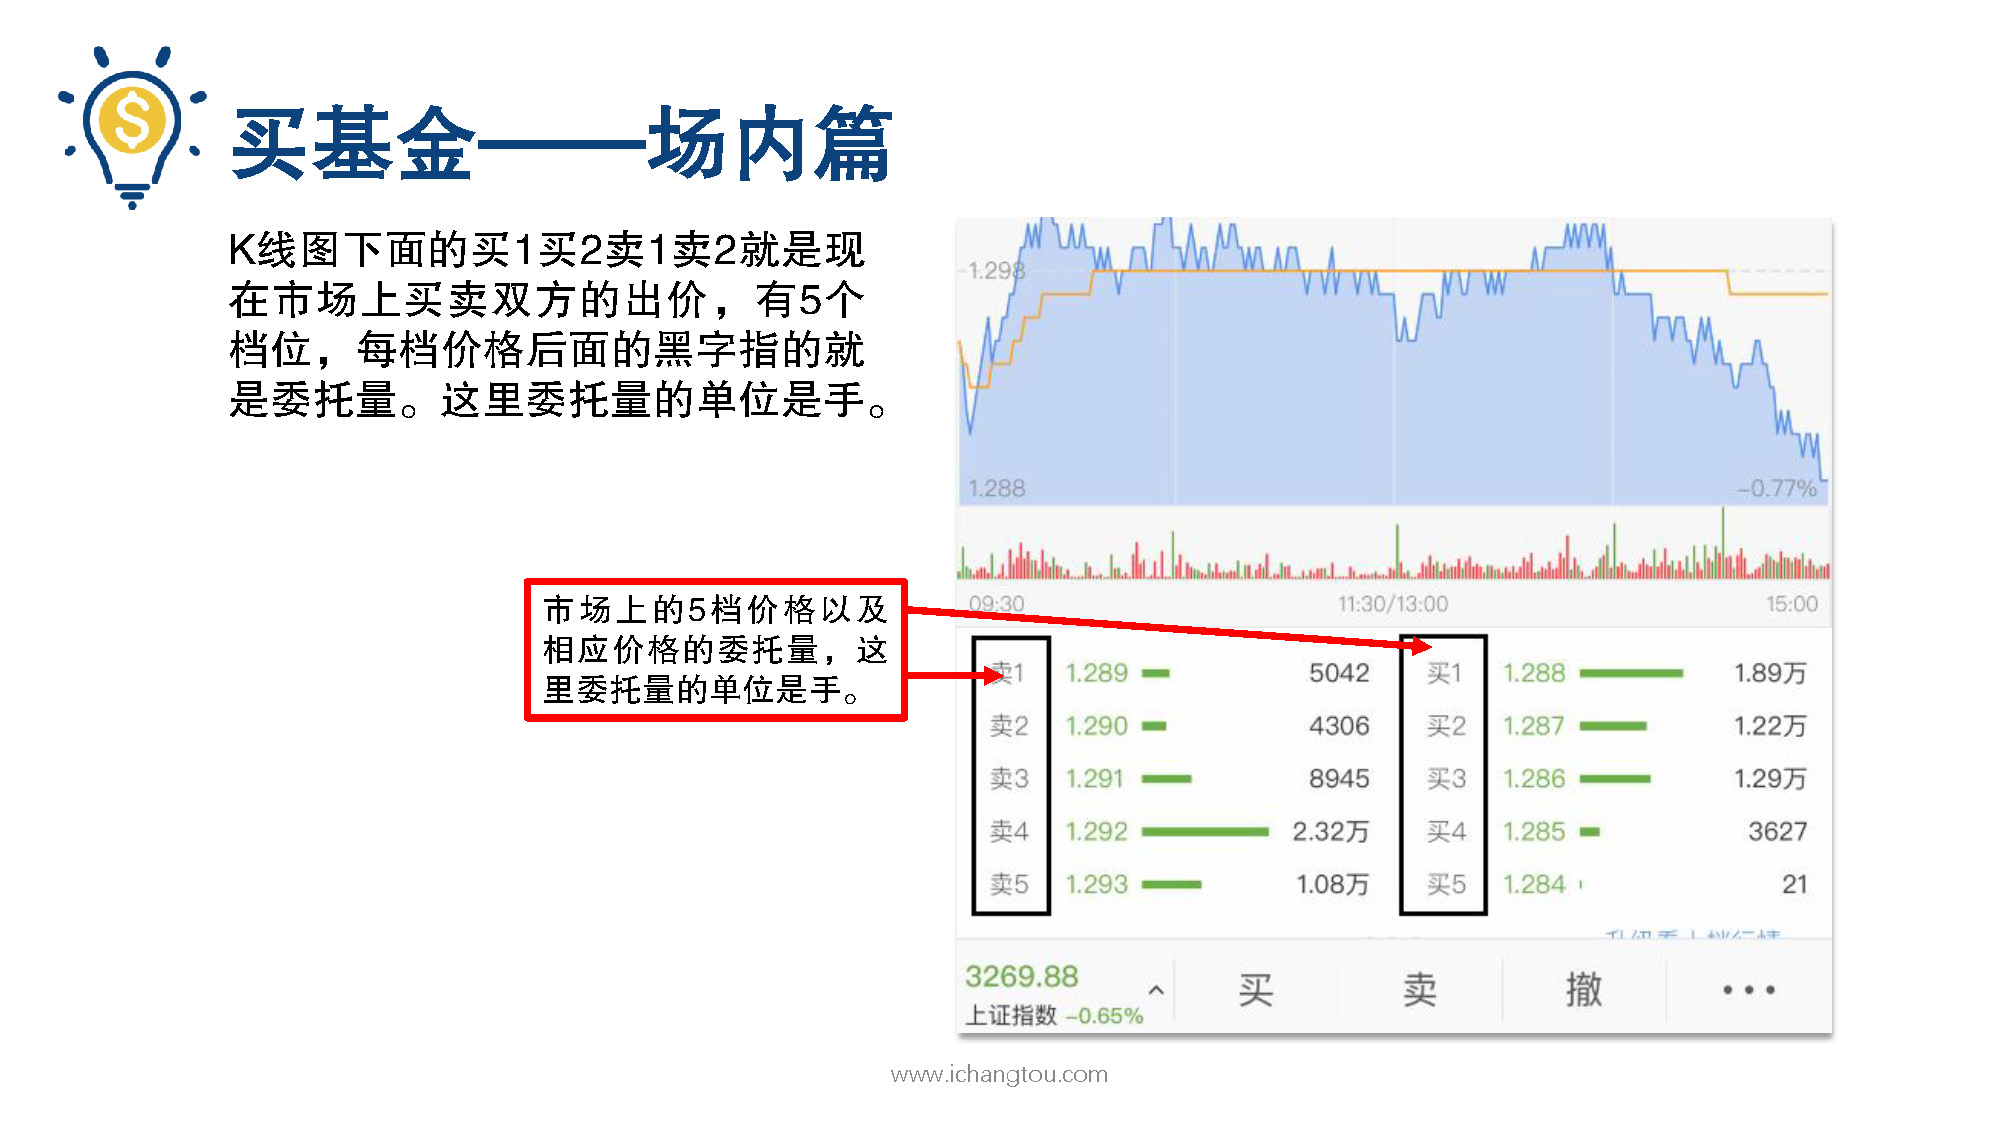 买基金——场内篇
K线图下面的买1买2卖1卖2就是现
在市场上买卖双方的出价，有5个
档位，每档价格后面的黑字指的就
是委托量。这里委托量的单位是手。
市场上的5档价格以及
相应价格的委托量，这
里委托量的单位是手。
1.298
1.288 -0.77%
09:30 11:30/13:00 15:00
卖1 1.289 5042 买1 1.288 1.89万
卖2 1.290 4306 买2 1.287 1.22万
卖3 1.291 8945 买3 1.286 1.29万
卖4 1.292 2.32万 买4 1.285 3627
卖5 1.293 1.08万 买5 1.284 21
3269.88
上证指数 -0.65%
买 卖 撤
www.ichangtou.com